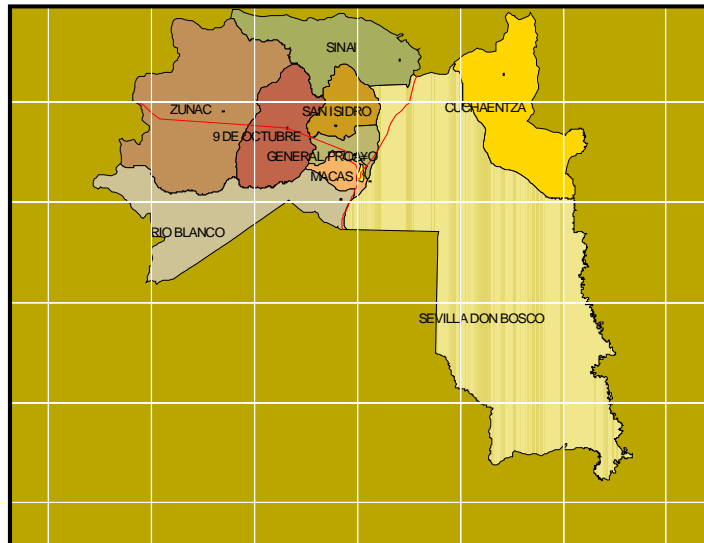 SINAI
CUCHAENTZA
ZUNAC
SAN ISIDRO
9 DE OCTUBRE
GENERAL PROAÑO
MACAS
RIO BLANCO
SEVILLA DON BOSCO